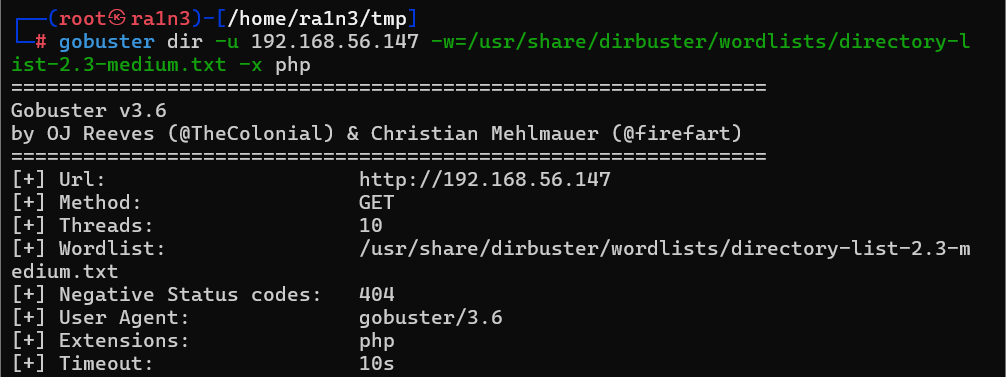 ┌──(root㉿ra1n3)-[/home/ra1n3/tmp]
└─# gobuster dir -u 192.168.56.147 -w=/usr/share/dirbuster/wordlists/directory-l
ist-2.3-medium.txt -x php
===============================================================
Gobuster v3.6
by OJ Reeves (@TheColonial) & Christian Mehlmauer (@firefart)
===============================================================
[+] Url:                     http://192.168.56.147
[+] Method:                  GET
[+] Threads:                 10
[+] Wordlist:                /usr/share/dirbuster/wordlists/directory-list-2.3-m
edium.txt
[+] Negative Status codes:   404
[+] User Agent:              gobuster/3.6
[+] Extensions:              php
[+] Timeout:                 10s